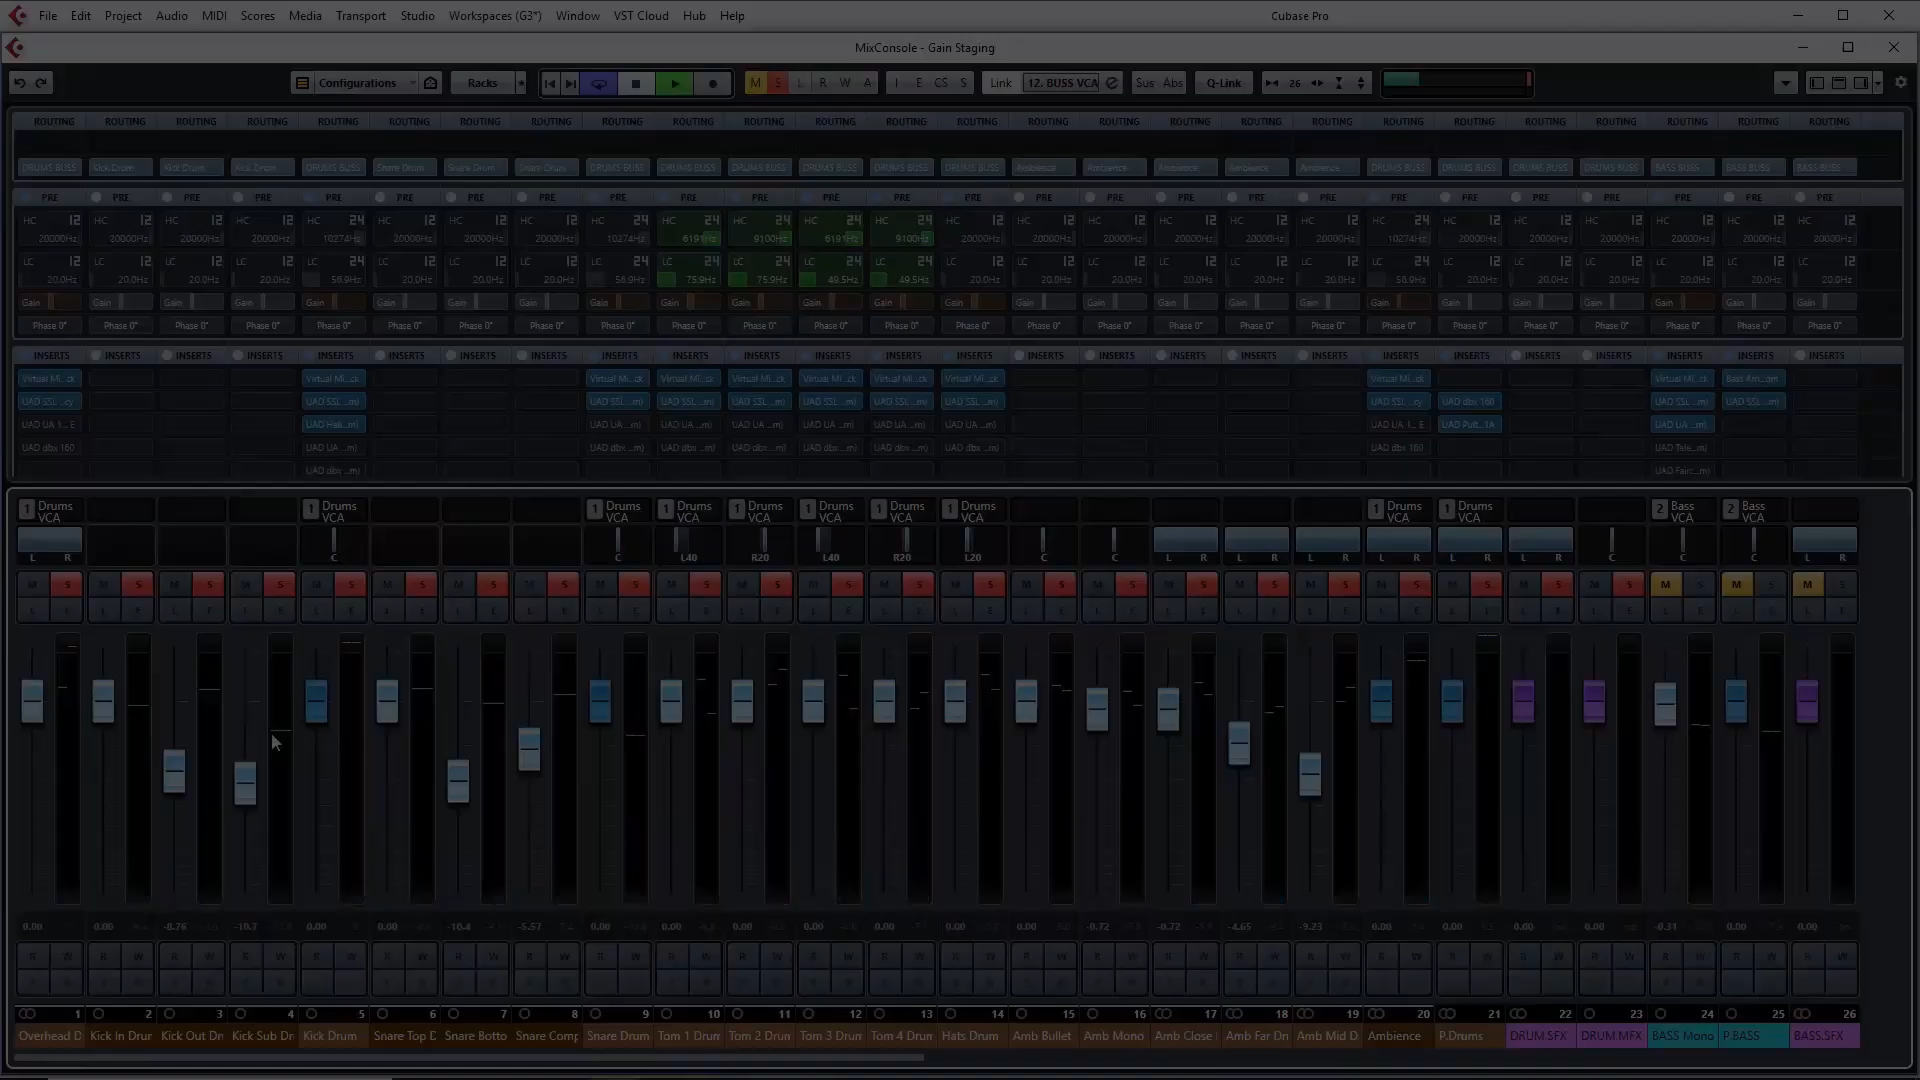 File Edit Project Audio MIDI Scores Media Transport Studio Workspaces (G3*) Window VST Cloud Hub Help Cubase Pro
MixConsole - Gain Staging
Configurations Racks M S L R W A I E CS S Link 12. BUSS VCA Sus Abs Q-Link 26
ROUTING ROUTING ROUTING ROUTING ROUTING ROUTING ROUTING ROUTING ROUTING ROUTING ROUTING ROUTING ROUTING ROUTING ROUTING ROUTING ROUTING ROUTING ROUTING ROUTING ROUTING ROUTING ROUTING ROUTING ROUTING ROUTING
DRUMS BUSS Kick Drum Kick Drum Kick Drum DRUMS BUSS Snare Drum Snare Drum Snare Drum DRUMS BUSS DRUMS BUSS DRUMS BUSS DRUMS BUSS DRUMS BUSS DRUMS BUSS Ambience Ambience Ambience Ambience Ambience DRUMS BUSS DRUMS BUSS DRUMS BUSS DRUMS BUSS BASS BUSS BASS BUSS BASS BUSS
PRE PRE PRE PRE PRE PRE PRE PRE PRE PRE PRE PRE PRE PRE PRE PRE PRE PRE PRE PRE PRE PRE PRE PRE PRE PRE
HC 12 HC 12 HC 12 HC 12 HC 24 HC 12 HC 12 HC 12 HC 24 HC 24 HC 24 HC 24 HC 24 HC 12 HC 12 HC 12 HC 12 HC 12 HC 12 HC 24 HC 12 HC 12 HC 12 HC 12 HC 12 HC 12
20000Hz 20000Hz 20000Hz 20000Hz 10274Hz 20000Hz 20000Hz 20000Hz 10274Hz 6191Hz 9100Hz 6191Hz 9100Hz 20000Hz 20000Hz 20000Hz 20000Hz 20000Hz 20000Hz 10274Hz 20000Hz 20000Hz 20000Hz 20000Hz 20000Hz 20000Hz
LC 12 LC 12 LC 12 LC 12 LC 24 LC 12 LC 12 LC 12 LC 24 LC 24 LC 24 LC 24 LC 24 LC 12 LC 12 LC 12 LC 12 LC 12 LC 12 LC 24 LC 12 LC 12 LC 12 LC 12 LC 12 LC 12
20.0Hz 20.0Hz 20.0Hz 20.0Hz 56.9Hz 20.0Hz 20.0Hz 20.0Hz 56.9Hz 75.9Hz 75.9Hz 49.5Hz 49.5Hz 20.0Hz 20.0Hz 20.0Hz 20.0Hz 20.0Hz 20.0Hz 56.9Hz 20.0Hz 20.0Hz 20.0Hz 20.0Hz 20.0Hz 20.0Hz
Gain Gain Gain Gain Gain Gain Gain Gain Gain Gain Gain Gain Gain Gain Gain Gain Gain Gain Gain Gain Gain Gain Gain Gain Gain Gain
Phase 0° Phase 0° Phase 0° Phase 0° Phase 0° Phase 0° Phase 0° Phase 0° Phase 0° Phase 0° Phase 0° Phase 0° Phase 0° Phase 0° Phase 0° Phase 0° Phase 0° Phase 0° Phase 0° Phase 0° Phase 0° Phase 0° Phase 0° Phase 0° Phase 0° Phase 0°
INSERTS INSERTS INSERTS INSERTS INSERTS INSERTS INSERTS INSERTS INSERTS INSERTS INSERTS INSERTS INSERTS INSERTS INSERTS INSERTS INSERTS INSERTS INSERTS INSERTS INSERTS INSERTS INSERTS INSERTS INSERTS INSERTS
Virtual Mi...ck Virtual Mi...ck Virtual Mi...ck Virtual Mi...ck Virtual Mi...ck Virtual Mi...ck Virtual Mi...ck Virtual Mi...ck Virtual Mi...ck Virtual Mi...ck
UAD SSL ...cy UAD SSL ...m) UAD SSL ...m) UAD SSL ...m) UAD SSL ...m) UAD SSL ...m) UAD SSL ...m) UAD SSL ...m) UAD SSL ...cy UAD dbx 160 UAD SSL ...m) UAD SSL ...m)
UAD UA 1... E UAD UA ...m) UAD UA ...m) UAD UA ...m) UAD UA ...m) UAD UA ...m) UAD UA ...m) UAD UA 1... E UAD Pult...1A UAD UA ...m)
UAD dbx 160 UAD UA ...m) UAD dbx ...m) UAD dbx ...m) UAD dbx ...m) UAD dbx ...m) UAD dbx ...m) UAD dbx ...m) UAD dbx 160 UAD Tele...m)
UAD dbx ...m) UAD Fairc...m)
1 Drums VCA 1 Drums VCA 1 Drums VCA 1 Drums VCA 1 Drums VCA 1 Drums VCA 1 Drums VCA 1 Drums VCA 1 Drums VCA 1 Drums VCA 2 Bass VCA 2 Bass VCA
L R C C L40 R20 L40 R20 L20 C C L R L R L R L R L R L R C C C L R
M S M S M S M S M S M S M S M S M S M S M S M S M S M S M S M S M S M S M S M S M S M S M S M S M S M S
L E L E L E L E L E L E L E L E L E L E L E L E L E L E L E L E L E L E L E L E L E L E L E L E L E L E
0.00 0.00 -8.76 -10.7 0.00 0.00 -10.4 -5.57 0.00 0.00 0.00 0.00 0.00 0.00 0.00 -0.72 -0.72 -4.65 -9.23 0.00 0.00 0.00 0.00 -0.31 0.00 0.00
R W R W R W R W R W R W R W R W R W R W R W R W R W R W R W R W R W R W R W R W R W R W R W R W R W R W
1 2 3 4 5 6 7 8 9 10 11 12 13 14 15 16 17 18 19 20 21 22 23 24 25 26
Overhead D Kick In Drur Kick Out Dr Kick Sub Dr Kick Drum Snare Top D Snare Botto Snare Comp Snare Drum Tom 1 Drun Tom 2 Drun Tom 3 Drun Tom 4 Drun Hats Drum Amb Bullet Amb Mono Amb Close Amb Far Dr Amb Mid D Ambience P.Drums DRUM.SFX DRUM.MFX BASS Mono P.BASS BASS.SFX